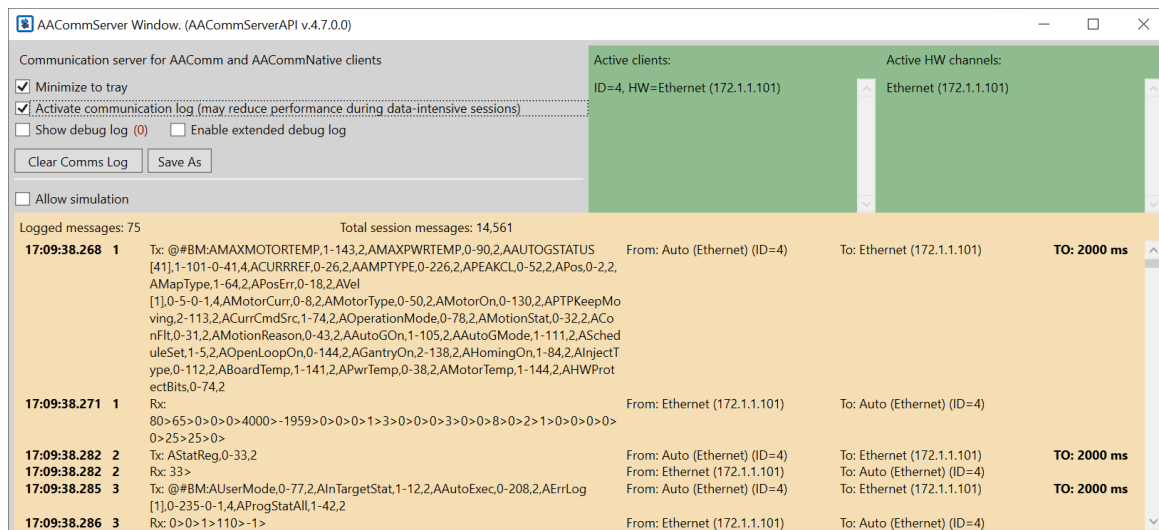 AACommServer Window. (AACommServerAPI v.4.7.0.0)
Communication server for AAComm and AACommNative clients
Minimize to tray
Activate communication log (may reduce performance during data-intensive sessions)
Show debug log (0) Enable extended debug log
Clear Comms Log Save As
Allow simulation
Active clients:
ID=4, HW=Ethernet (172.1.1.101)
Active HW channels:
Ethernet (172.1.1.101)
Logged messages: 75 Total session messages: 14,561
17:09:38.268 1 Tx: @#BM:AMAXMOTORTEMP,1-143,2,AMAXPWRTEMP,0-90,2,AAUTOGSTATUS From: Auto (Ethernet) (ID=4) To: Ethernet (172.1.1.101) TO: 2000 ms
[41],1-101-0-41,4,ACURRREF,0-26,2,AAMPTYPE,0-226,2,APEAKCL,0-52,2,APos,0-2,2,
AMapType,1-64,2,APosErr,0-18,2,AVel
[1],0-5-0-1,4,AMotorCurr,0-8,2,AMotorType,0-50,2,AMotorOn,0-130,2,APTPKeepMo
ving,2-113,2,ACurrCmdSrc,1-74,2,AOperationMode,0-78,2,AMotionStat,0-32,2,ACo
nFlt,0-31,2,AMotionReason,0-43,2,AAutoGOn,1-105,2,AAutoGMode,1-111,2,ASched
uleSet,1-5,2,AOpenLoopOn,0-144,2,AGantryOn,2-138,2,AHomingOn,1-84,2,AInjectT
ype,0-112,2,ABoardTemp,1-141,2,APwrTemp,0-38,2,AMotorTemp,1-144,2,AHWProt
ectBits,0-74,2
17:09:38.271 1 Rx: From: Ethernet (172.1.1.101) To: Auto (Ethernet) (ID=4)
80>65>0>0>0>4000>-1959>0>0>0>1>3>0>0>0>3>0>0>8>0>2>1>0>0>0>0>
0>25>25>0>
17:09:38.282 2 Tx: AStatReg,0-33,2 From: Auto (Ethernet) (ID=4) To: Ethernet (172.1.1.101) TO: 2000 ms
17:09:38.282 2 Rx: 33> From: Ethernet (172.1.1.101) To: Auto (Ethernet) (ID=4)
17:09:38.285 3 Tx: @#BM:AUserMode,0-77,2,AInTargetStat,1-12,2,AAutoExec,0-208,2,AErrLog From: Auto (Ethernet) (ID=4) To: Ethernet (172.1.1.101) TO: 2000 ms
[1],0-235-0-1,4,AProgStatAll,1-42,2
17:09:38.286 3 Rx: 0>0>1>110>-1> From: Ethernet (172.1.1.101) To: Auto (Ethernet) (ID=4)